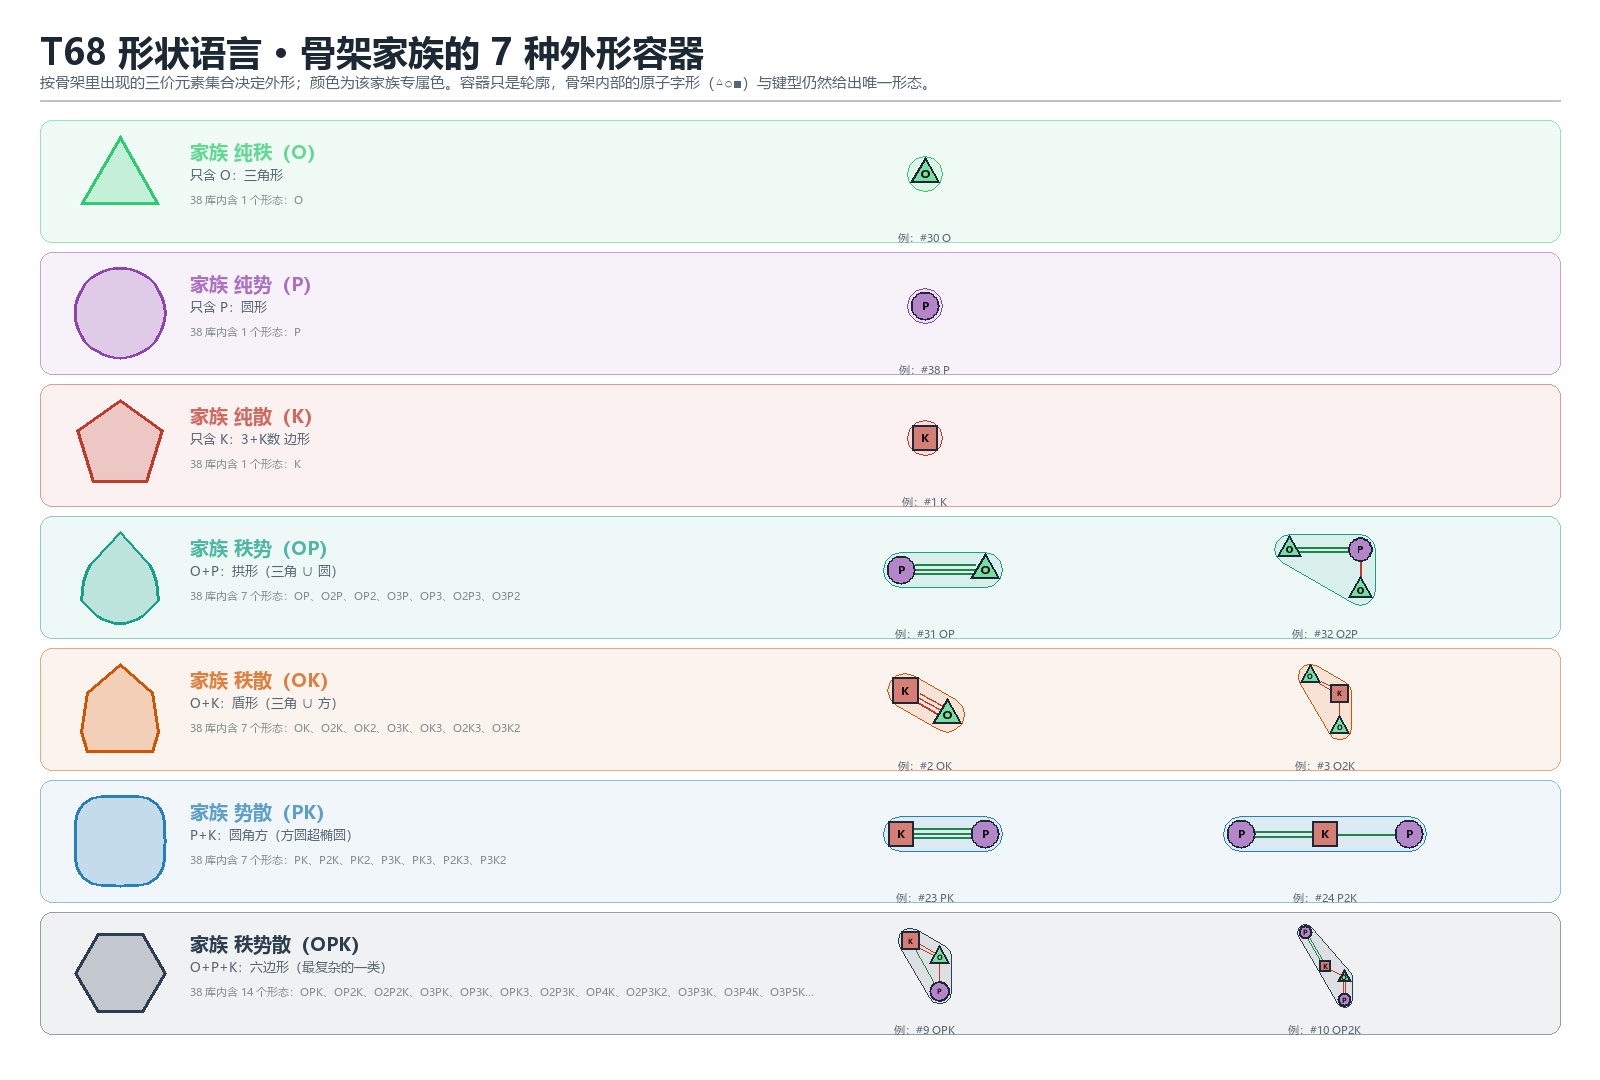 T68 形状语言 • 骨架家族的 7 种外形容器
按骨架里出现的三价元素集合决定外形；颜色为该家族专属色。容器只是轮廓，骨架内部的原子字形（△○■）与键型仍然给出唯一形态。
家族 纯秩（O）
只含 O：三角形
38 库内含 1 个形态：O
O
例：#30 O
家族 纯势（P）
只含 P：圆形
38 库内含 1 个形态：P
P
例：#38 P
家族 纯散（K）
只含 K：3+K数 边形
38 库内含 1 个形态：K
K
例：#1 K
家族 秩势（OP）
O+P：拱形（三角 ∪ 圆）
38 库内含 7 个形态：OP、O2P、OP2、O3P、OP3、O2P3、O3P2
P O
例：#31 OP
O P
O
例：#32 O2P
家族 秩散（OK）
O+K：盾形（三角 ∪ 方）
38 库内含 7 个形态：OK、O2K、OK2、O3K、OK3、O2K3、O3K2
K
O
例：#2 OK
O
K
O
例：#3 O2K
家族 势散（PK）
P+K：圆角方（方圆超椭圆）
38 库内含 7 个形态：PK、P2K、PK2、P3K、PK3、P2K3、P3K2
K P
例：#23 PK
P K P
例：#24 P2K
家族 秩势散（OPK）
O+P+K：六边形（最复杂的一类）
38 库内含 14 个形态：OPK、OP2K、O2P2K、O3PK、OP3K、OPK3、O2P3K、OP4K、O2P3K2、O3P3K、O3P4K、O3P5K...
K
O
P
例：#9 OPK
P
K
O
P
例：#10 OP2K